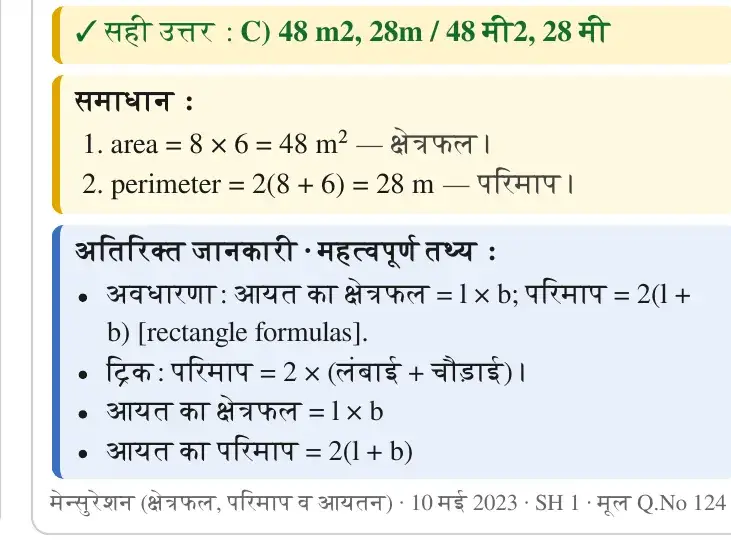 ✓ सही उत्तर : C) 48 m2, 28m / 48 मी2, 28 मी
समाधान :
1. area = 8 × 6 = 48 m² — क्षेत्रफल।
2. perimeter = 2(8 + 6) = 28 m — परिमाप।
अतिरिक्त जानकारी · महत्वपूर्ण तथ्य :
• अवधारणा : आयत का क्षेत्रफल = l × b; परिमाप = 2(l +
b) [rectangle formulas].
• ट्रिक : परिमाप = 2 × (लंबाई + चौड़ाई)।
• आयत का क्षेत्रफल = l × b
• आयत का परिमाप = 2(l + b)
मेन्सुरेशन (क्षेत्रफल, परिमाप व आयतन) · 10 मई 2023 · SH 1 · मूल Q.No 124